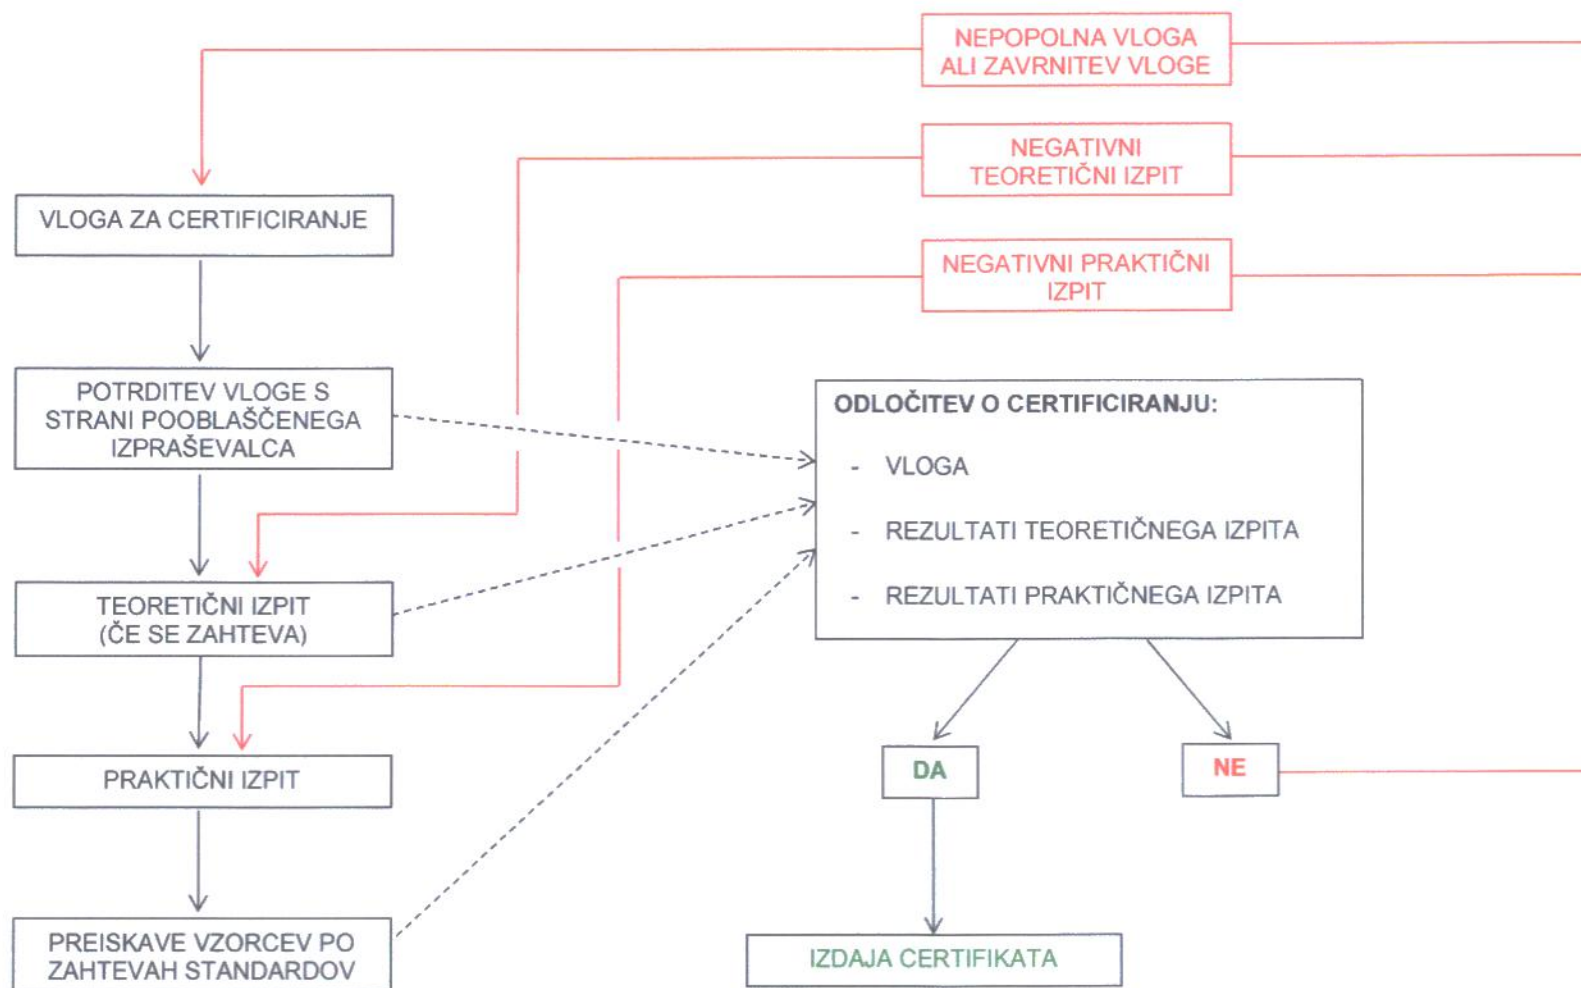 NEPOPOLNA VLOGA
ALI ZAVRNITEV VLOGE
NEGATIVNI
TEORETIČNI IZPIT
VLOGA ZA CERTIFICIRANJE
NEGATIVNI PRAKTIČNI
IZPIT
POTRDITEV VLOGE S
STRANI POOBLAŠČENEGA
IZPRAŠEVALCA
ODLOČITEV O CERTIFICIRANJU:
- VLOGA
- REZULTATI TEORETIČNEGA IZPITA
- REZULTATI PRAKTIČNEGA IZPITA
TEORETIČNI IZPIT
(ČE SE ZAHTEVA)
PRAKTIČNI IZPIT
DA
NE
PREISKAVE VZORCEV PO
ZAHTEVAH STANDARDOV
IZDAJA CERTIFIKATA